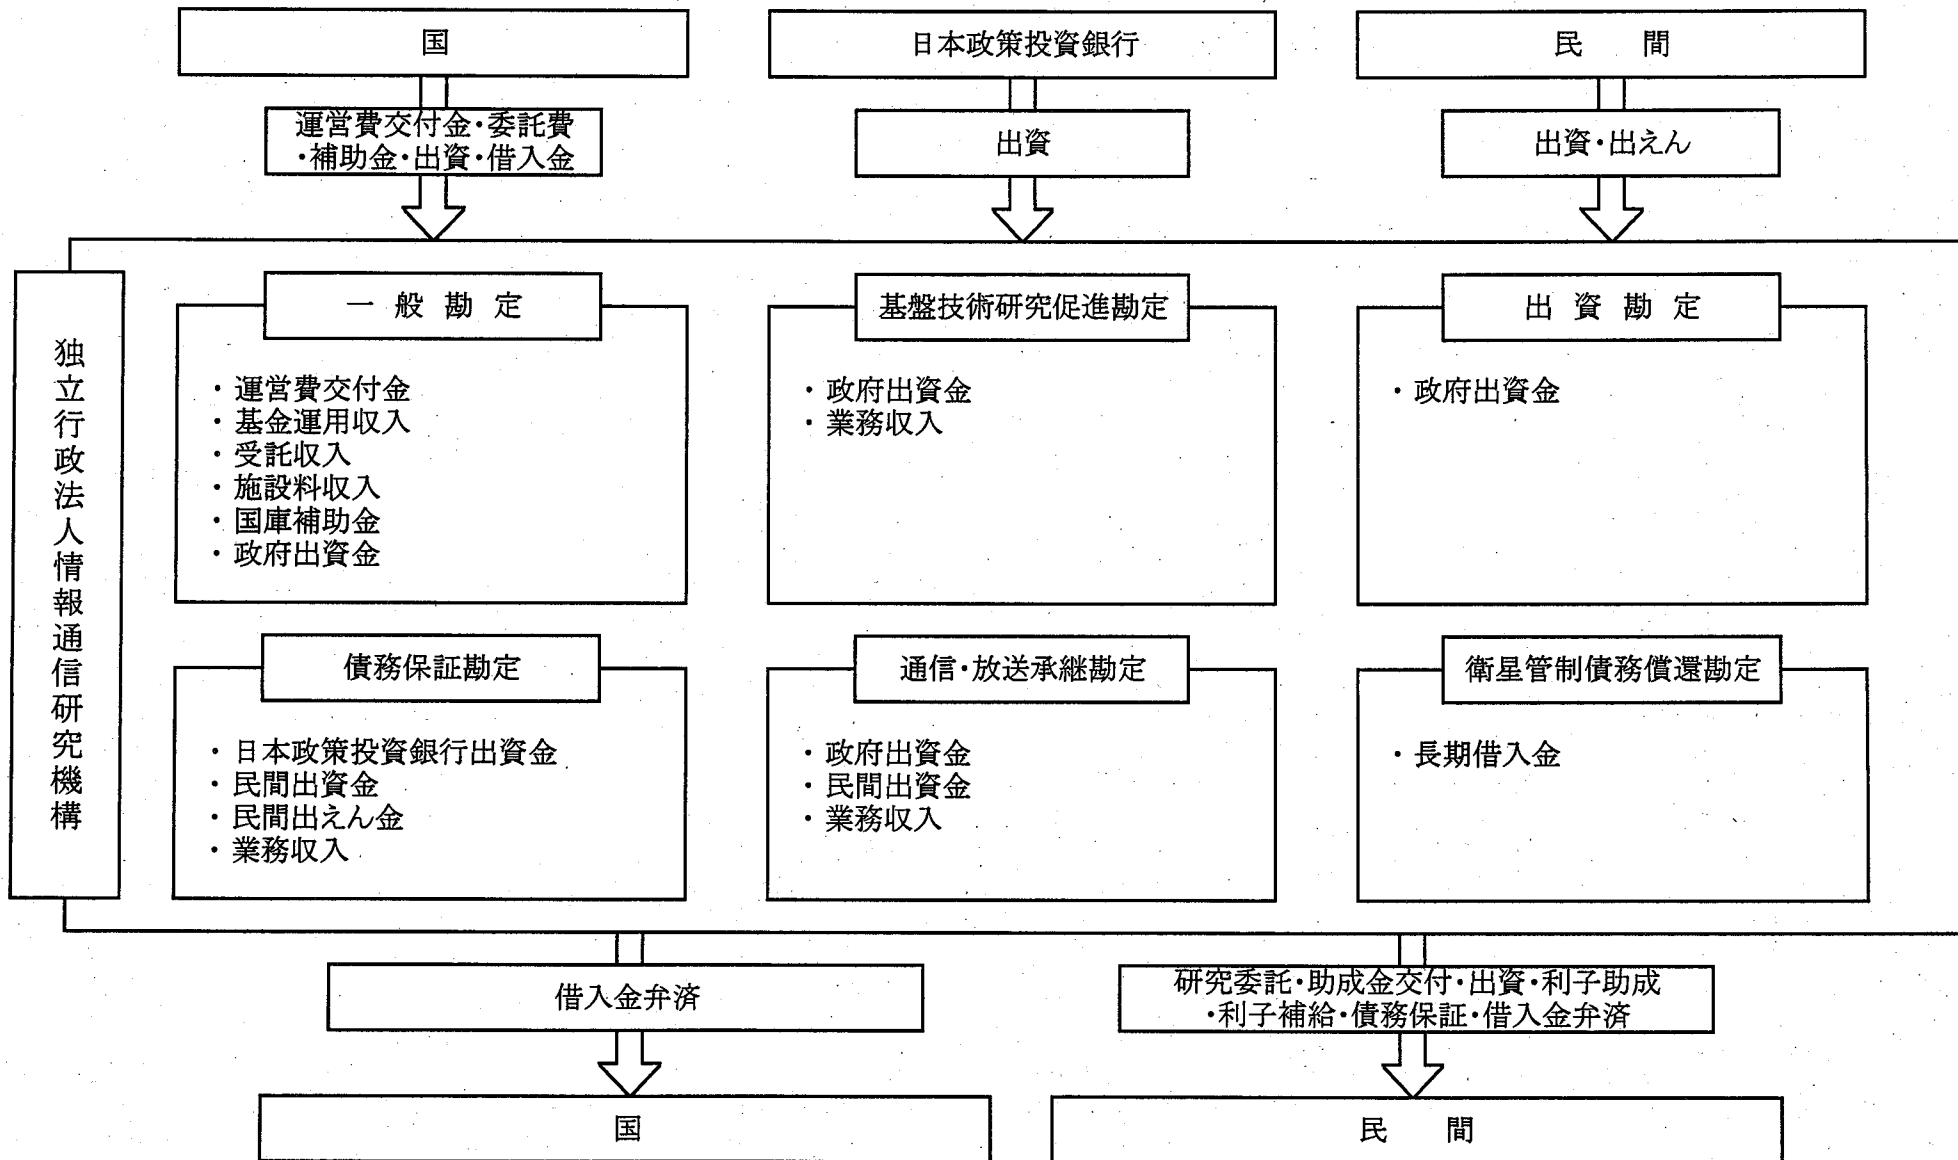 国
日本政策投資銀行
民　間
運営費交付金・委託費
・補助金・出資・借入金
出資
出資・出えん
独立行政法人情報通信研究機構
一 般 勘 定
・運営費交付金
・基金運用収入
・受託収入
・施設料収入
・国庫補助金
・政府出資金
基盤技術研究促進勘定
・政府出資金
・業務収入
出 資 勘 定
・政府出資金
債務保証勘定
・日本政策投資銀行出資金
・民間出資金
・民間出えん金
・業務収入
通信・放送承継勘定
・政府出資金
・民間出資金
・業務収入
衛星管制債務償還勘定
・長期借入金
借入金弁済
研究委託・助成金交付・出資・利子助成
・利子補給・債務保証・借入金弁済
国
民　間